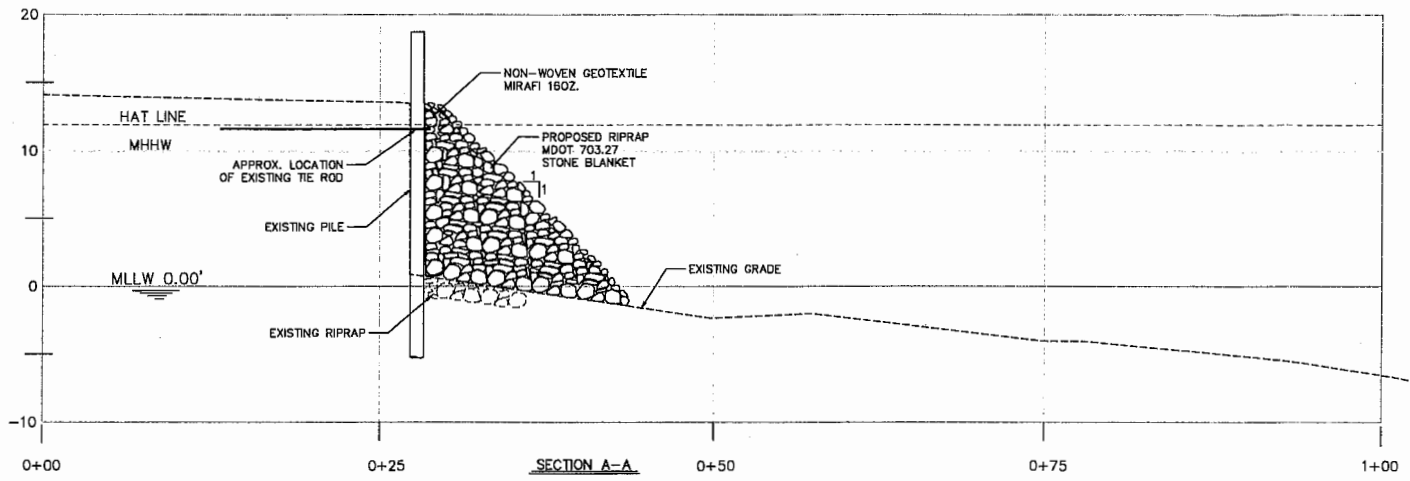 20
NON-WOVEN GEOTEXTILE
MIRAFI 16OZ.
HAT LINE
MHHW
10
PROPOSED RIPRAP
MDOT 703.27
STONE BLANKET
APPROX. LOCATION
OF EXISTING TIE ROD
1
1
EXISTING PILE
MLLW 0.00'
EXISTING GRADE
0
EXISTING RIPRAP
-10
0+00
0+25
SECTION A-A
0+50
0+75
1+00